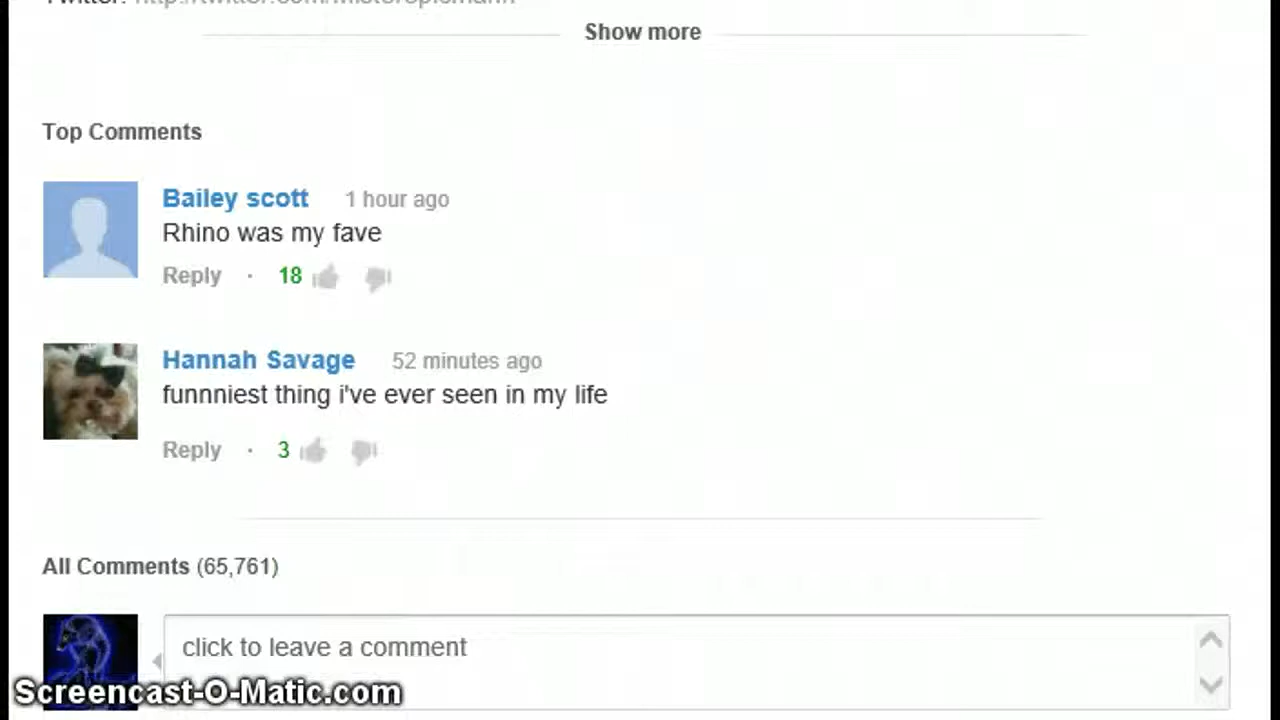 Show more
Top Comments
Bailey scott 1 hour ago
Rhino was my fave
Reply · 18
Hannah Savage 52 minutes ago
funnniest thing i've ever seen in my life
Reply · 3
All Comments (65,761)
click to leave a comment
Screencast-O-Matic.com